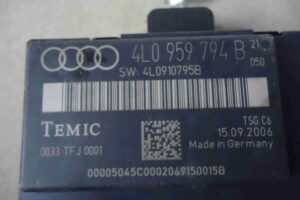 4L0 959 794 B 21
050
SW: 4L0910795B
TEMIC
TSG C6
0033 TFJ 0001
15.09.2006
Made in Germany
00005045C0002069150015B